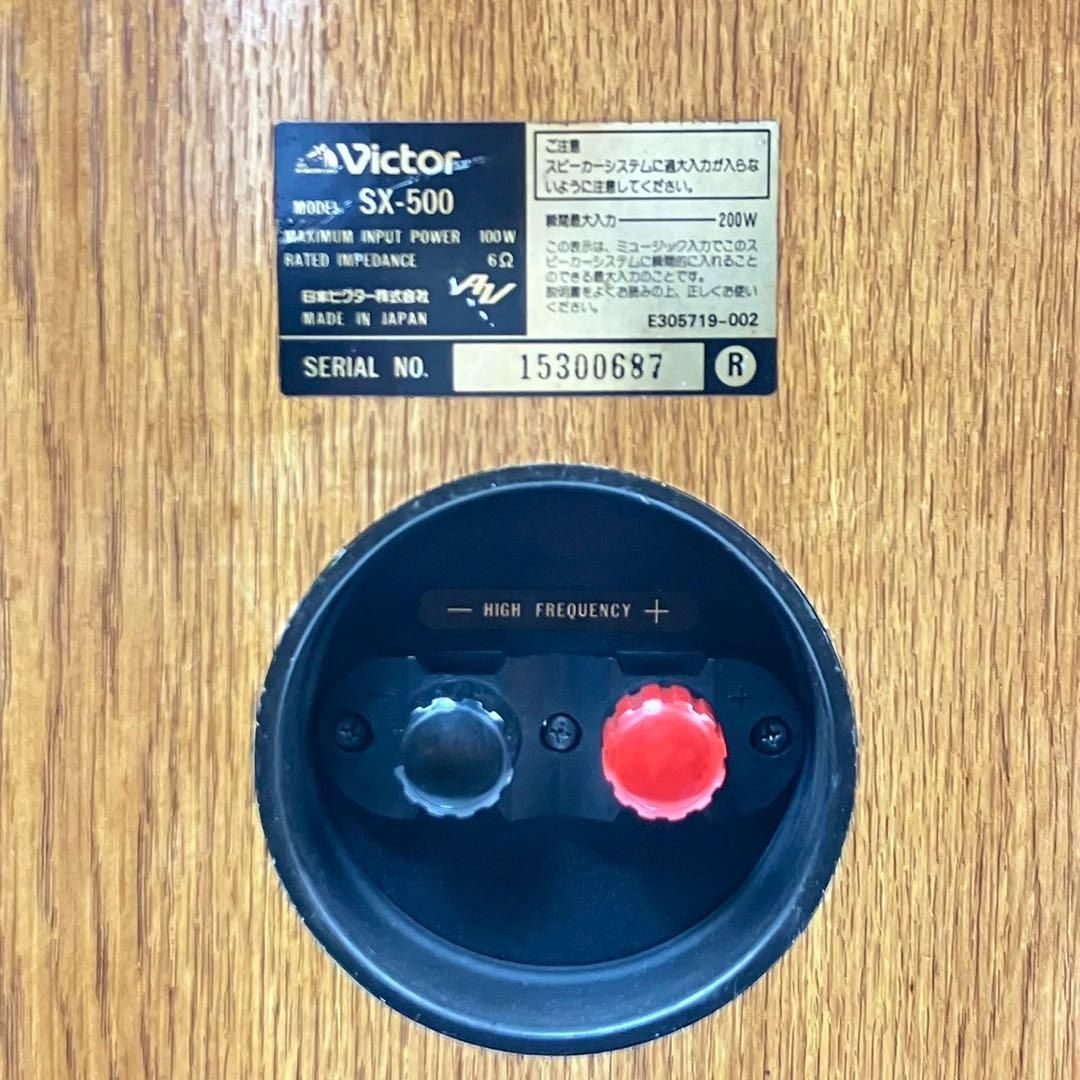 Victor
MODEL SX-500
MAXIMUM INPUT POWER 100W
RATED IMPEDANCE 6Ω
日本ビクター株式会社
MADE IN JAPAN
ご注意
スピーカーシステムに過大入力が入らな
いように注意してください。
瞬間最大入力 200W
この表示は、ミュージック入力でこのス
ピーカーシステムに瞬間的に入れること
のできる最大入力のことです。
説明書をよくお読みの上、正しくお使い
ください。
E305719-002
SERIAL NO. 15300687 R
− HIGH FREQUENCY +
+